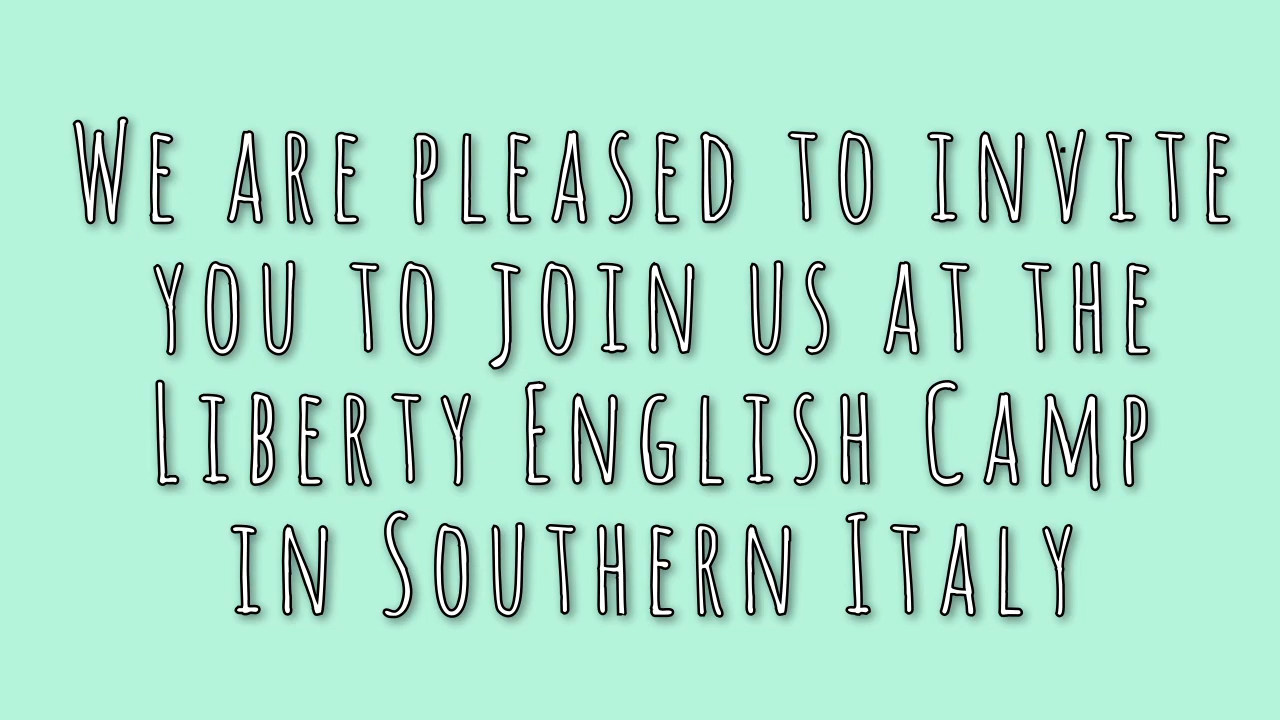 We are pleased to invite
you to join us at the
Liberty English Camp
in Southern Italy